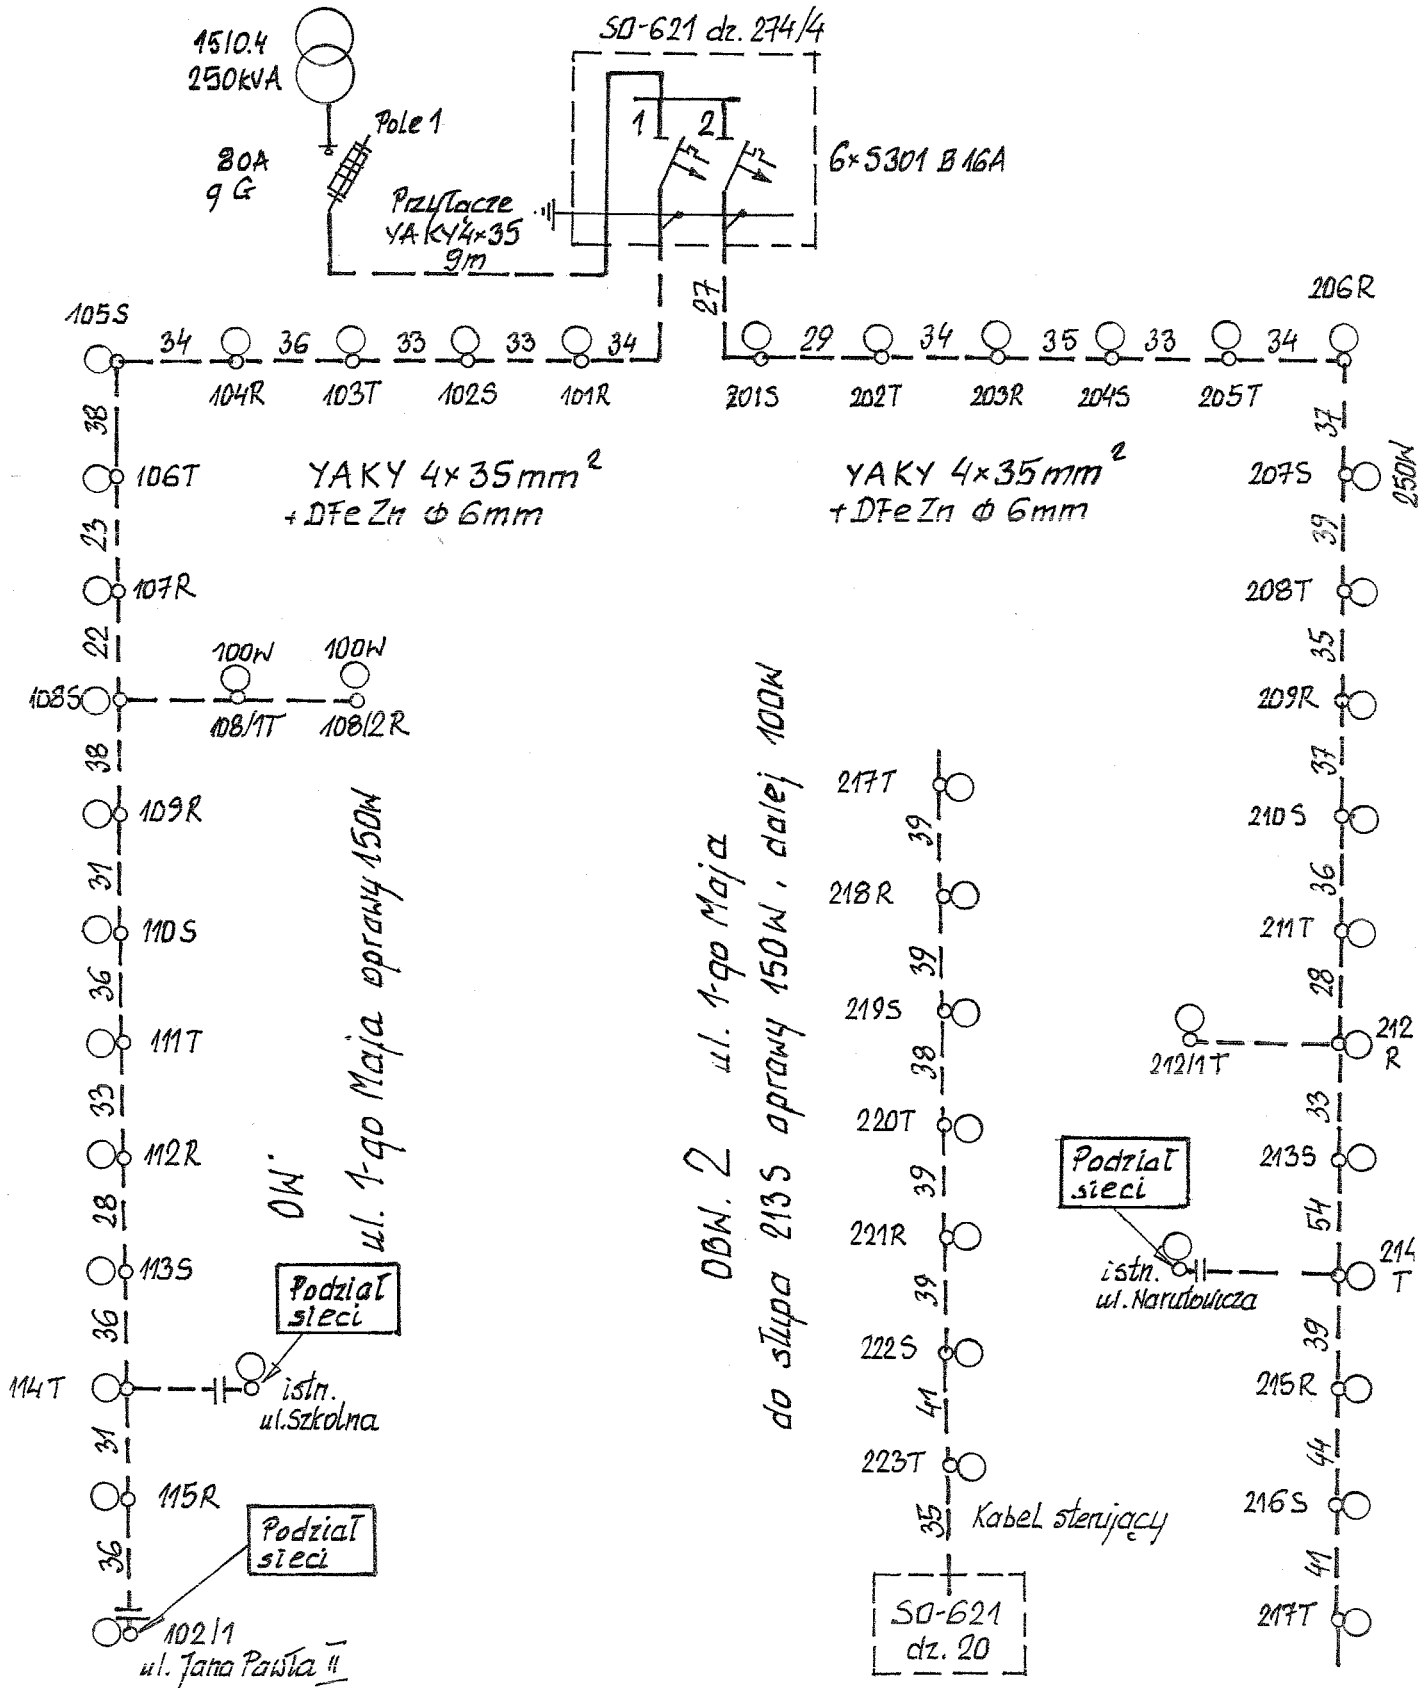 SO-621 dz. 274/4
15/0.4
250kVA
Pole 1
80A
gG
1
2
6×S301 B16A
Przyłącze
YAKY4×35
9m
27
105S
34
36
33
33
34
104R
103T
102S
101R
29
34
35
33
34
206R
201S
202T
203R
204S
205T
YAKY 4×35mm²
+DFeZn ϕ 6mm
YAKY 4×35mm²
+DFeZn ϕ 6mm
38
106T
23
107R
22
108S
100W
100W
108/1T
108/2R
38
109R
31
110S
36
111T
33
112R
28
113S
36
114T
31
115R
36
102/1
ul. Jana Pawła II
OW
ul. 1-go Maja oprawy 150W
Podział
sieci
istn.
ul. Szkolna
Podział
sieci
OBW. 2 ul. 1-go Maja
do słupa 213S oprawy 150W, dalej 100W
217T
39
218R
39
219S
38
220T
39
221R
39
222S
41
223T
35
Kabel sterujący
SO-621
dz. 20
37
207S
250W
39
208T
35
209R
37
210S
36
211T
28
212
R
212/1T
33
213S
54
214
T
Podział
sieci
istn.
ul. Narutowicza
39
215R
44
216S
41
217T